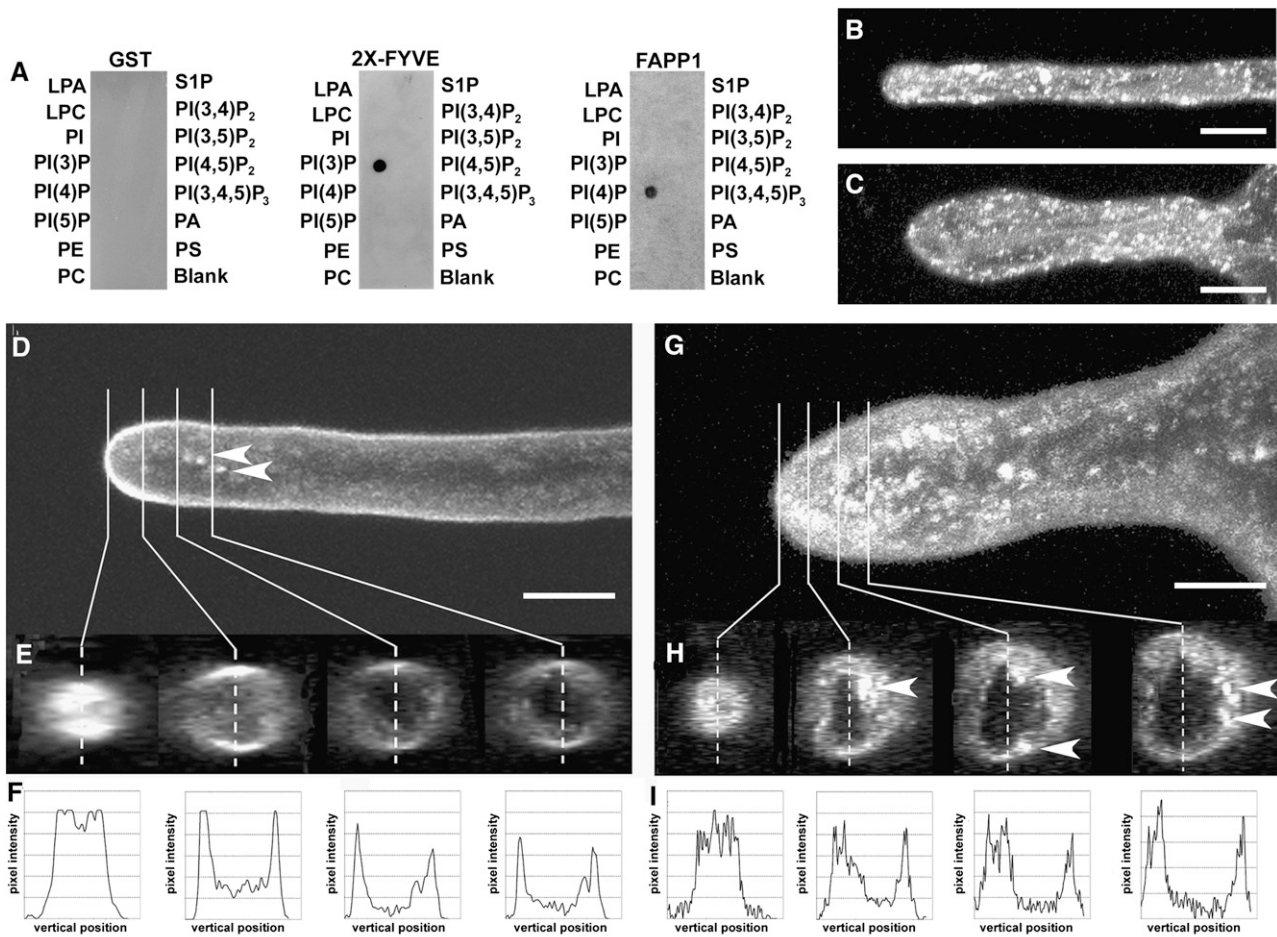 A
GST
LPA
LPC
PI
PI(3)P
PI(4)P
PI(5)P
PE
PC
S1P
PI(3,4)P2
PI(3,5)P2
PI(4,5)P2
PI(3,4,5)P3
PA
PS
Blank
2X-FYVE
LPA
LPC
PI
PI(3)P
PI(4)P
PI(5)P
PE
PC
S1P
PI(3,4)P2
PI(3,5)P2
PI(4,5)P2
PI(3,4,5)P3
PA
PS
Blank
FAPP1
LPA
LPC
PI
PI(3)P
PI(4)P
PI(5)P
PE
PC
S1P
PI(3,4)P2
PI(3,5)P2
PI(4,5)P2
PI(3,4,5)P3
PA
PS
Blank
B
C
D
E
F
pixel intensity
vertical position
pixel intensity
vertical position
pixel intensity
vertical position
pixel intensity
vertical position
G
H
I
pixel intensity
vertical position
pixel intensity
vertical position
pixel intensity
vertical position
pixel intensity
vertical position